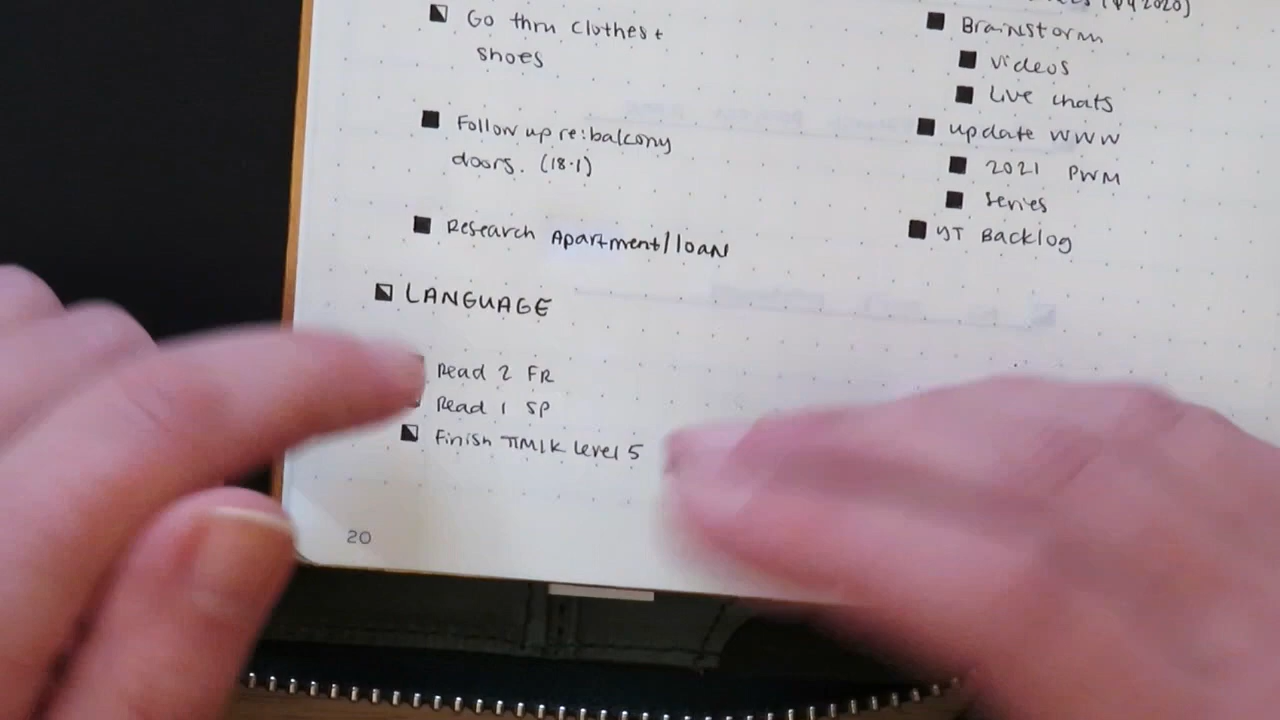 Go thru clothes +
shoes
Follow up re: balcony
doors. (18.1)
Research Apartment/loan
LANGUAGE
Read 2 FR
Read 1 SP
Finish TTMIK Level 5
20
2020)
Brainstorm
videos
Live chats
update WWW
2021 PWM
series
YT Backlog